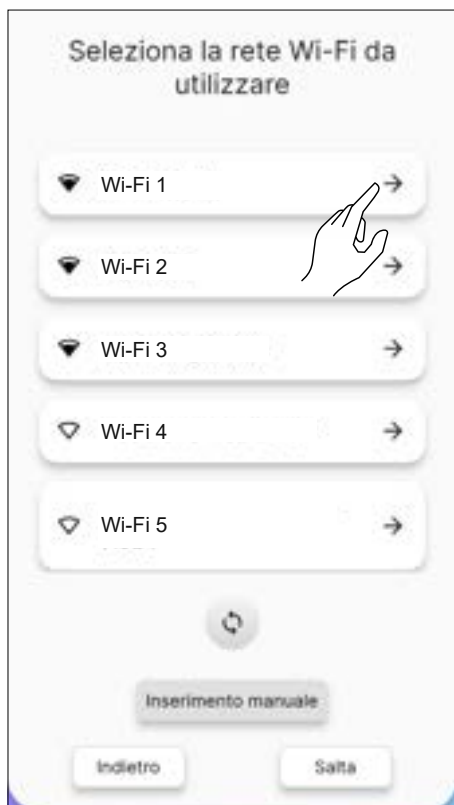 Seleziona la rete Wi-Fi da
utilizzare
Wi-Fi 1
Wi-Fi 2
Wi-Fi 3
Wi-Fi 4
Wi-Fi 5
Inserimento manuale
Indietro
Salta